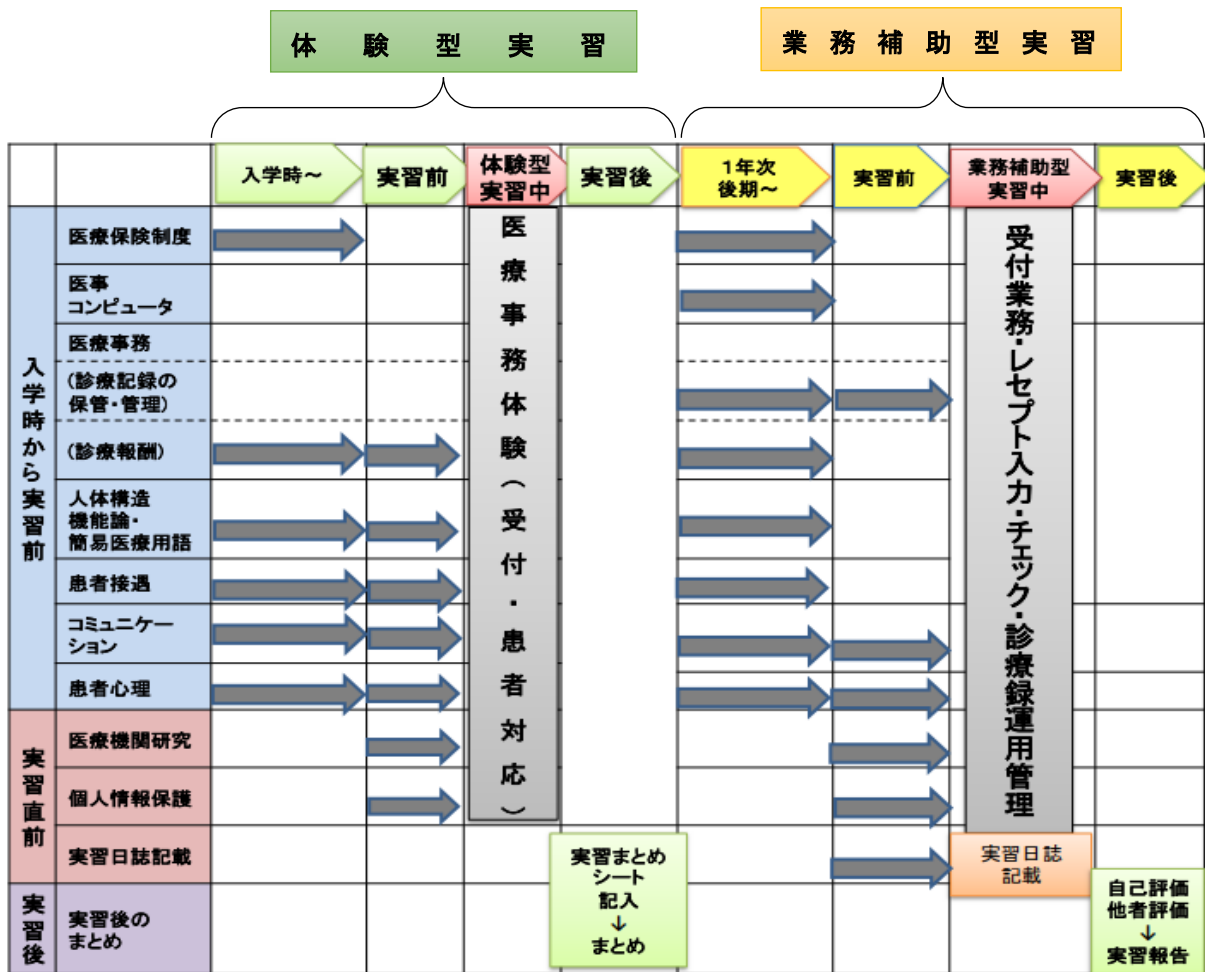 体験型実習
業務補助型実習
入学時～
実習前
体験型
実習中
実習後
1年次
後期～
実習前
業務補助型
実習中
実習後
入学時から実習前
医療保険制度
医事
コンピュータ
医療事務
(診療記録の
保管・管理)
(診療報酬)
人体構造
機能論・
簡易医療用語
患者接遇
コミュニケー
ション
患者心理
実習直前
医療機関研究
個人情報保護
実習日誌記載
実習後
実習後の
まとめ
医療事務体験(受付・患者対応)
実習まとめ
シート
記入
↓
まとめ
受付業務・レセプト入力・チェック・診療録運用管理
実習日誌
記載
自己評価
他者評価
↓
実習報告